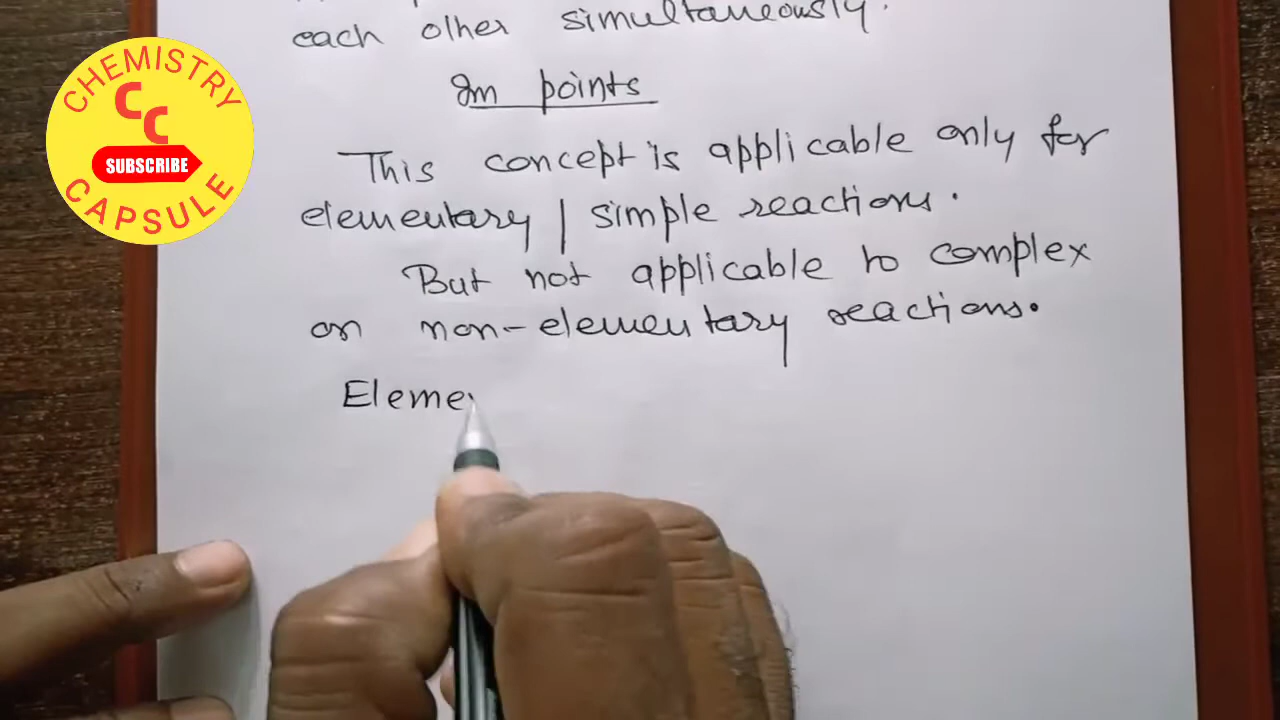 each other simultaneously.
CHEMISTRY
CC
SUBSCRIBE
CAPSULE
Im points
This concept is applicable only for
elementary / simple reactions.
But not applicable to complex
or non-elementary reactions.
Eleme